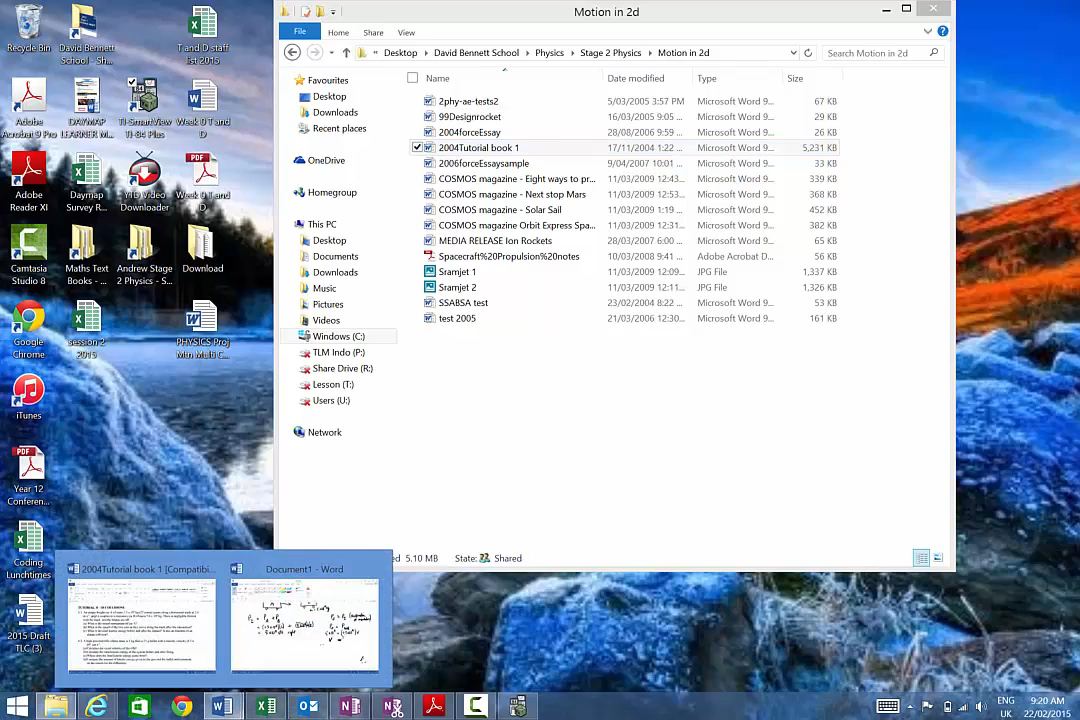 Motion in 2d
File
Home
Share
View
«
Desktop
David Bennett School
Physics
Stage 2 Physics
Motion in 2d
Search Motion in 2d
Favourites
Desktop
Downloads
Recent places
OneDrive
Homegroup
This PC
Desktop
Documents
Downloads
Music
Pictures
Videos
Windows (C:)
TLM Indo (P:)
Share Drive (R:)
Lesson (T:)
Users (U:)
Network
Name Date modified Type Size
2phy-ae-tests2 5/03/2005 3:57 PM Microsoft Word 9... 67 KB
99Designrocket 16/03/2005 9:05 ... Microsoft Word 9... 29 KB
2004forceEssay 28/08/2006 9:59 ... Microsoft Word 9... 26 KB
2004Tutorial book 1 17/11/2004 1:22 ... Microsoft Word 9... 5,231 KB
2006forceEssaysample 9/04/2007 10:01 ... Microsoft Word 9... 33 KB
COSMOS magazine - Eight ways to pr... 11/03/2009 12:43... Microsoft Word 9... 339 KB
COSMOS magazine - Next stop Mars 11/03/2009 12:53... Microsoft Word 9... 368 KB
COSMOS magazine - Solar Sail 11/03/2009 1:19 ... Microsoft Word 9... 452 KB
COSMOS magazine Orbit Express Spa... 11/03/2009 12:31... Microsoft Word 9... 382 KB
MEDIA RELEASE Ion Rockets 28/03/2007 6:00 ... Microsoft Word 9... 65 KB
Spacecraft%20Propulsion%20notes 10/03/2008 9:41 ... Adobe Acrobat D... 56 KB
Sramjet 1 11/03/2009 12:09... JPG File 1,337 KB
Sramjet 2 11/03/2009 12:11... JPG File 1,326 KB
SSABSA test 23/02/2004 8:22 ... Microsoft Word 9... 53 KB
test 2005 21/03/2006 12:30... Microsoft Word 9... 161 KB
ed 5.10 MB State: Shared
Recycle Bin
David Bennett School - Sh...
T and D staff list 2015
Adobe Acrobat 9 Pro
DAYMAP LEARNER M...
TI-SmartView TI-84 Plus
Week 0 T and D
Adobe Reader XI
Daymap Survey R...
Ytis Video Downloader
Week 0 T and D
Camtasia Studio 8
Maths Text Books - ...
Andrew Stage 2 Physics - S...
Download
Google Chrome
session 2 2015
PHYSICS Proj Mtn Multi C...
iTunes
Year 12 Conferen...
Coding Lunchtimes
2015 Draft TLC (3)
2004Tutorial book 1 [Compatibi...
Document1 - Word
ENG
UK
9:20 AM
22/02/2015